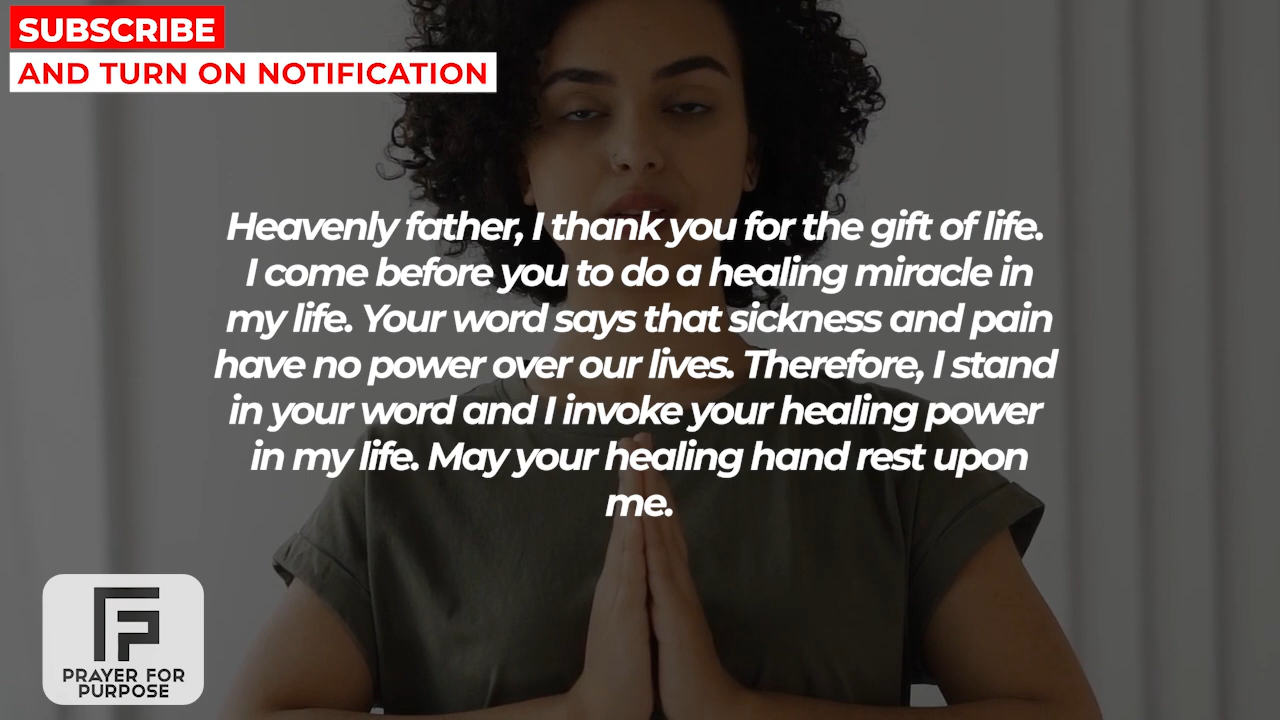 SUBSCRIBE
AND TURN ON NOTIFICATION
Heavenly father, I thank you for the gift of life.
I come before you to do a healing miracle in
my life. Your word says that sickness and pain
have no power over our lives. Therefore, I stand
in your word and I invoke your healing power
in my life. May your healing hand rest upon
me.
PRAYER FOR
PURPOSE